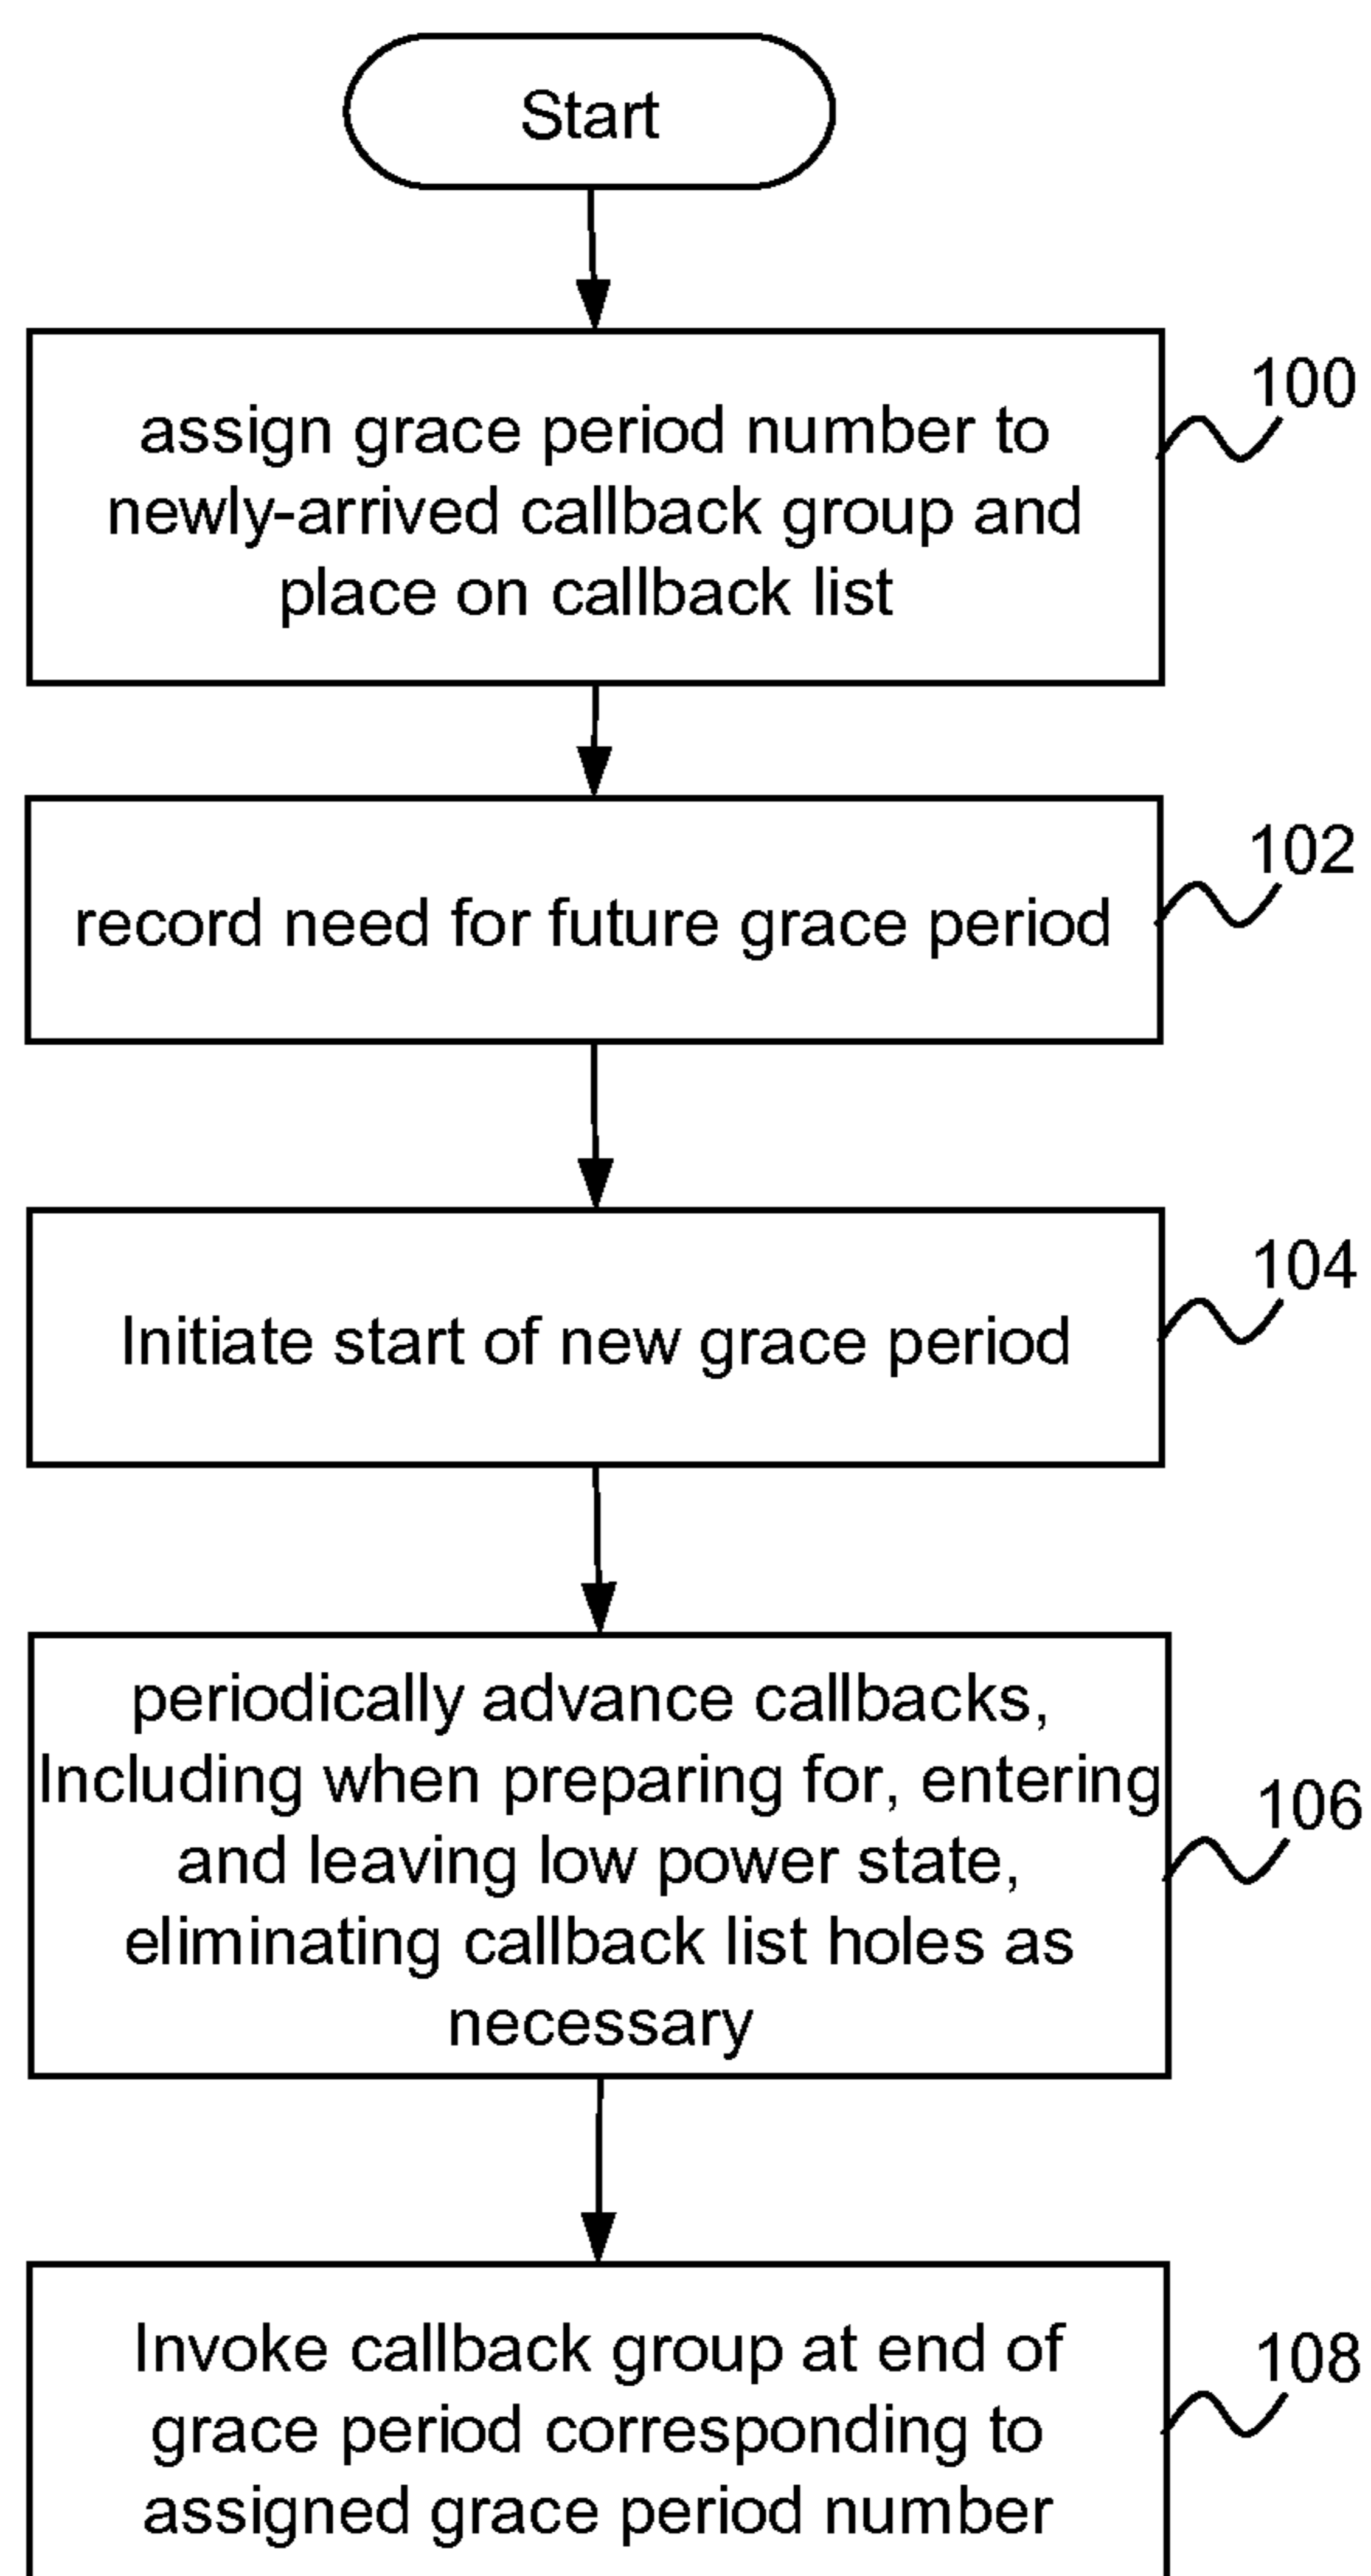 Start
100
assign grace period number to
newly-arrived callback group and
place on callback list
102
record need for future grace period
104
Initiate start of new grace period
periodically advance callbacks,
Including when preparing for, entering
106
and leaving low power state,
eliminating callback list holes as
necessary
108
Invoke callback group at end of
grace period corresponding to
assigned grace period number